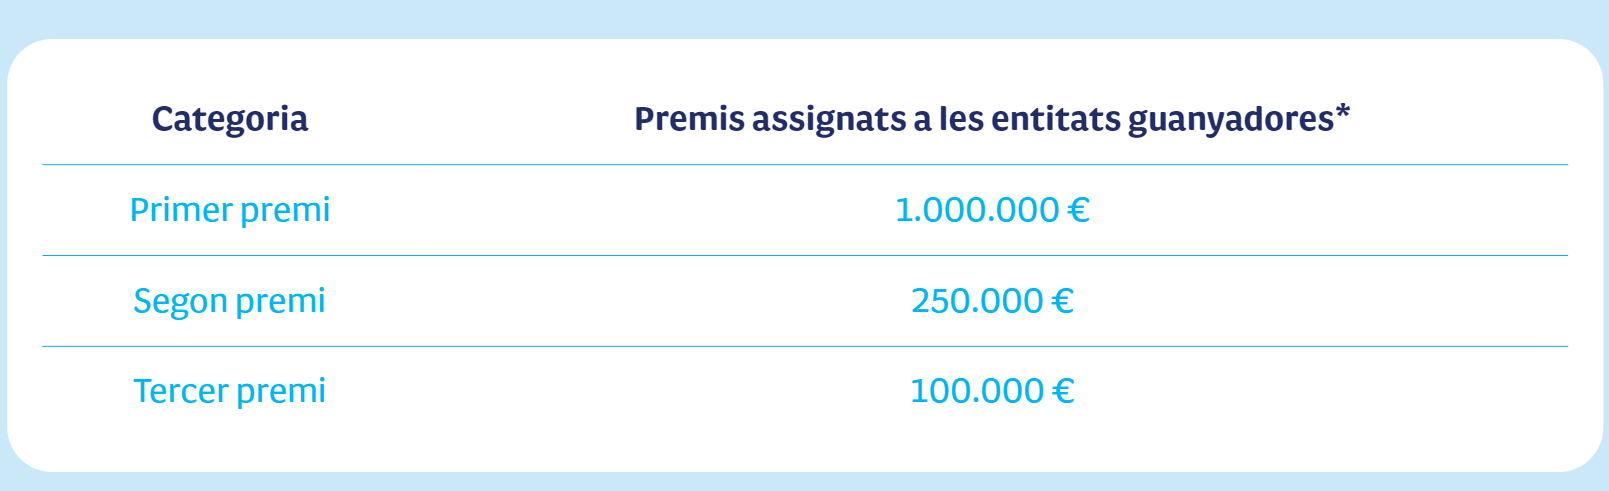 Categoria Premis assignats a les entitats guanyadores*
Primer premi 1.000.000 €
Segon premi 250.000 €
Tercer premi 100.000 €